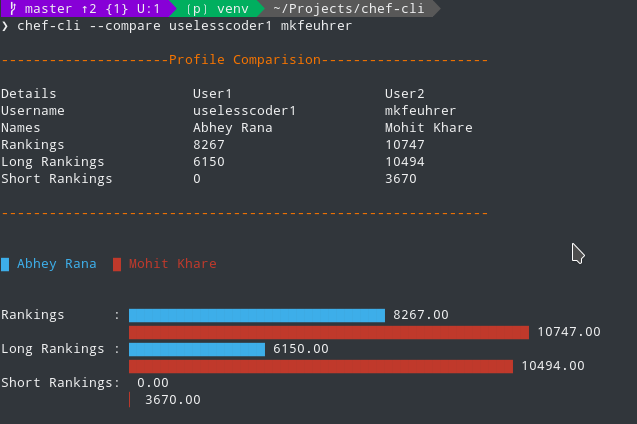 master ↑2 {1} U:1 (p) venv ~/Projects/chef-cli
❯ chef-cli --compare uselesscoder1 mkfeuhrer
---------------------Profile Comparision---------------------
Details User1 User2
Username uselesscoder1 mkfeuhrer
Names Abhey Rana Mohit Khare
Rankings 8267 10747
Long Rankings 6150 10494
Short Rankings 0 3670
-------------------------------------------------------------
Abhey Rana Mohit Khare
Rankings : 8267.00
10747.00
Long Rankings : 6150.00
10494.00
Short Rankings: 0.00
3670.00